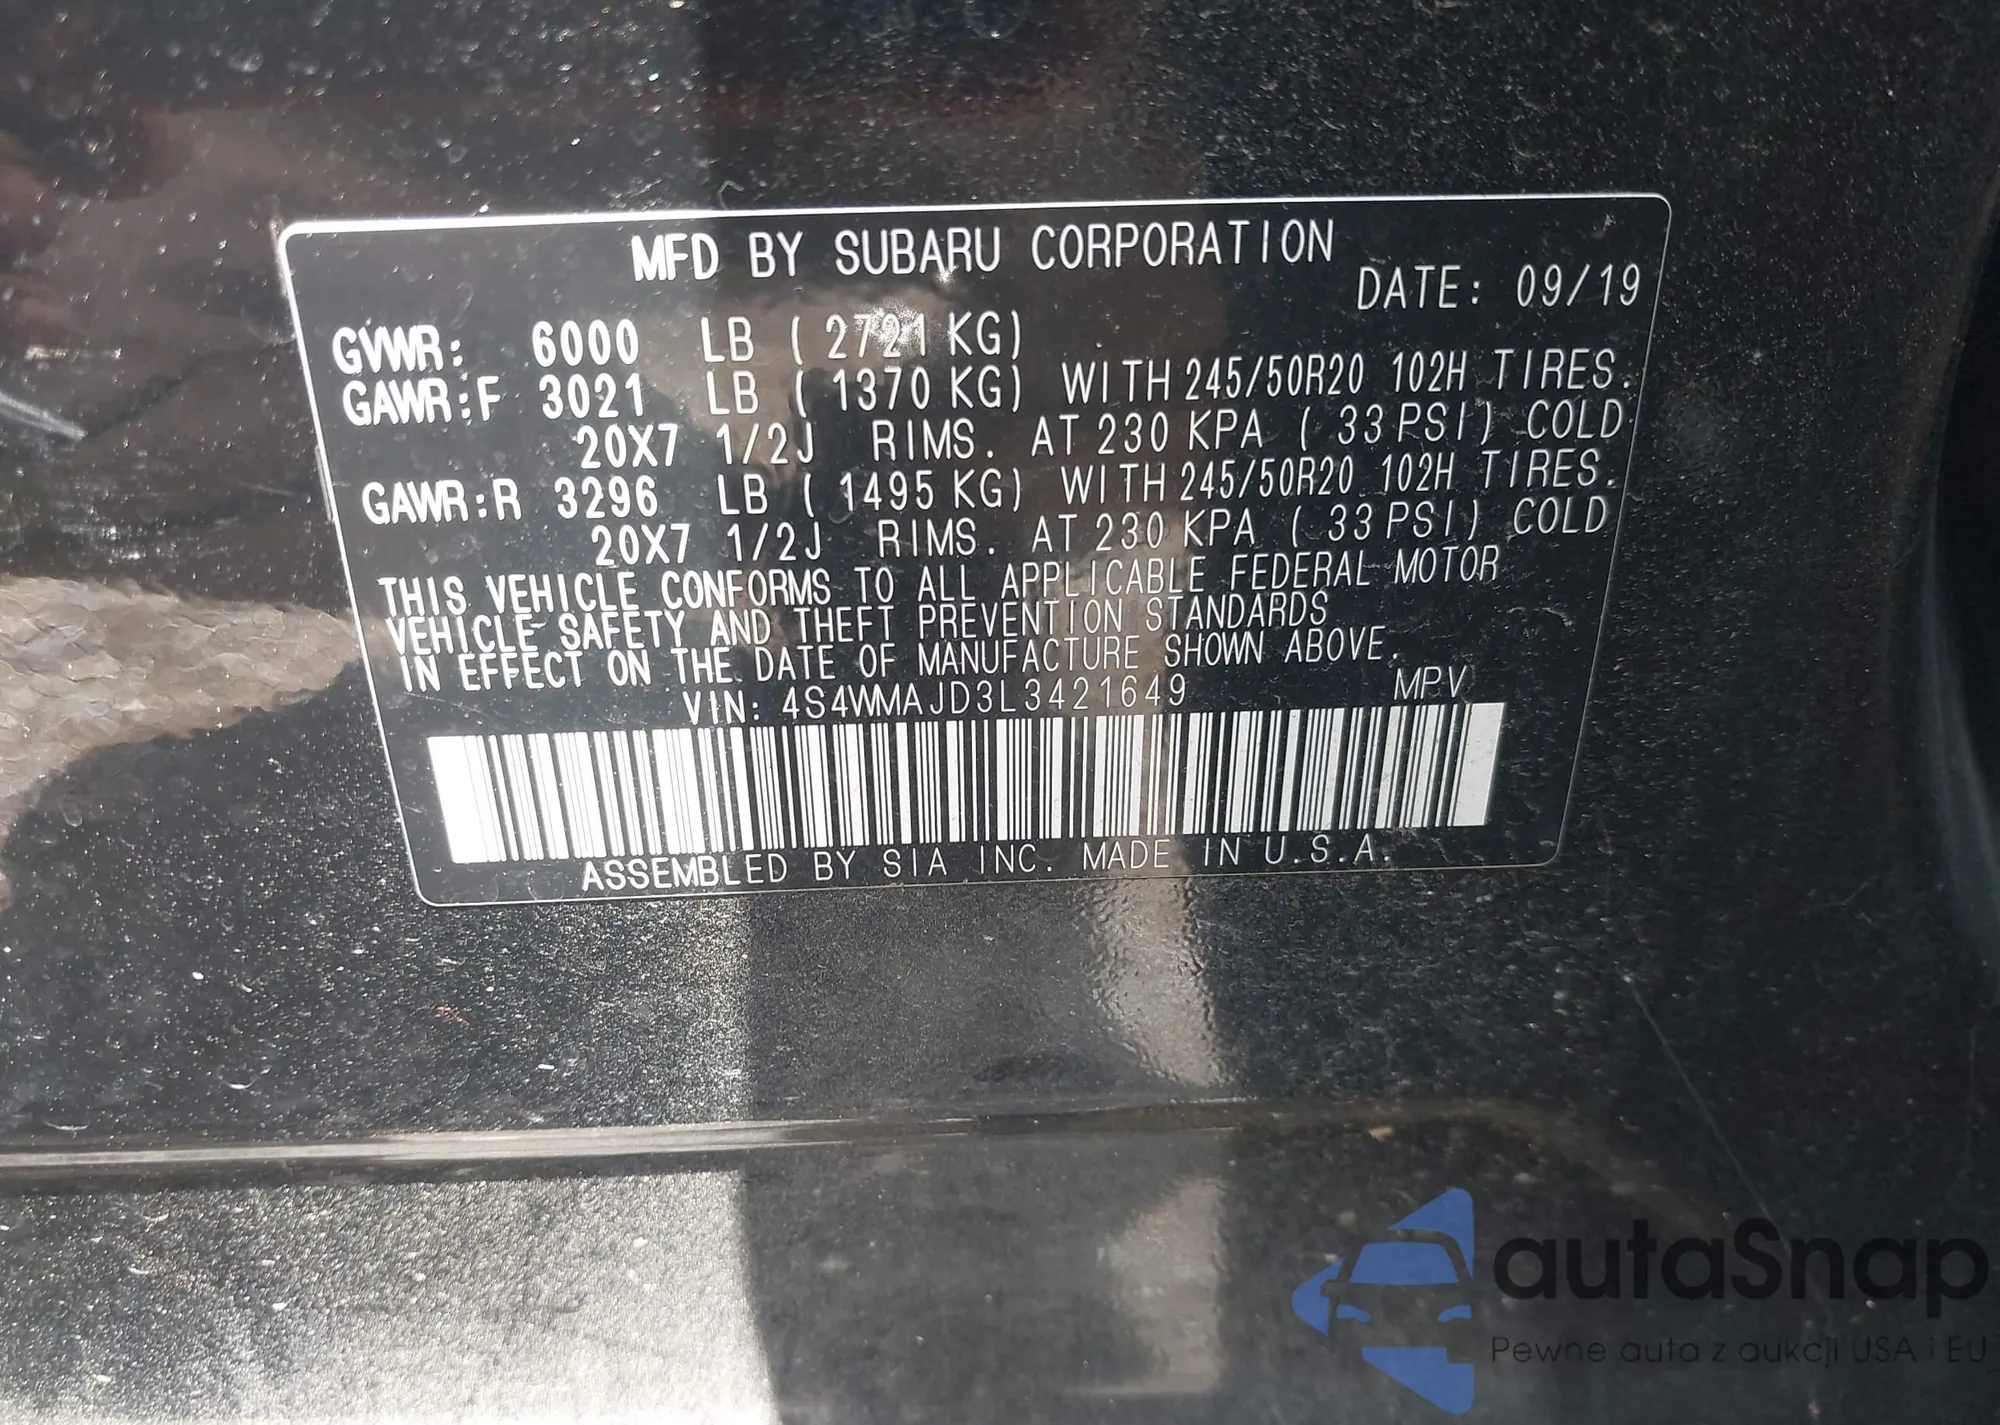 MFD BY SUBARU CORPORATION
DATE: 09/19
GVWR: 6000 LB (2721 KG)
GAWR:F 3021 LB (1370 KG) WITH 245/50R20 102H TIRES.
20X7 1/2J RIMS. AT 230 KPA (33 PSI) COLD
GAWR:R 3296 LB (1495 KG) WITH 245/50R20 102H TIRES.
20X7 1/2J RIMS. AT 230 KPA (33 PSI) COLD
THIS VEHICLE CONFORMS TO ALL APPLICABLE FEDERAL MOTOR
VEHICLE SAFETY AND THEFT PREVENTION STANDARDS
IN EFFECT ON THE DATE OF MANUFACTURE SHOWN ABOVE.
VIN: 4S4WMAJD3L3421649 MPV
ASSEMBLED BY SIA INC. MADE IN U.S.A.
autaSnap
Pewne auta z aukcji USA i EU